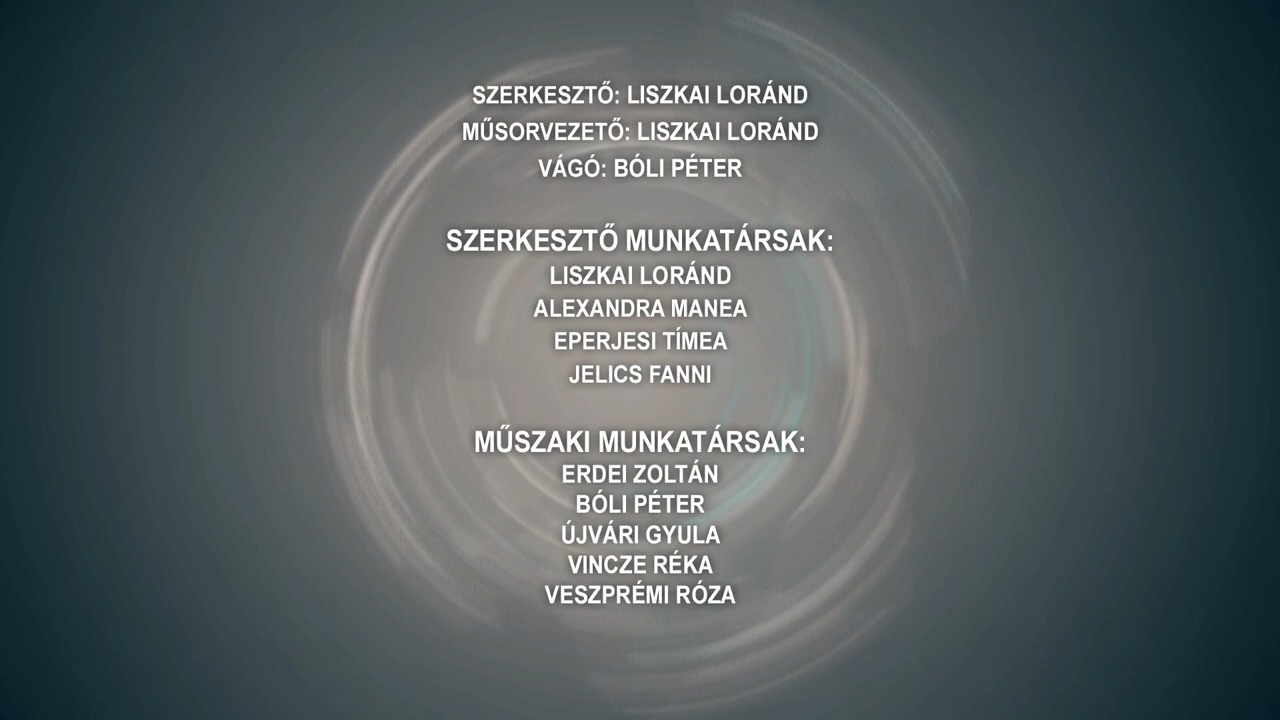 SZERKESZTŐ: LISZKAI LORÁND
MŰSORVEZETŐ: LISZKAI LORÁND
VÁGÓ: BÓLI PÉTER
SZERKESZTŐ MUNKATÁRSAK:
LISZKAI LORÁND
ALEXANDRA MANEA
EPERJESI TÍMEA
JELICS FANNI
MŰSZAKI MUNKATÁRSAK:
ERDEI ZOLTÁN
BÓLI PÉTER
ÚJVÁRI GYULA
VINCZE RÉKA
VESZPRÉMI RÓZA